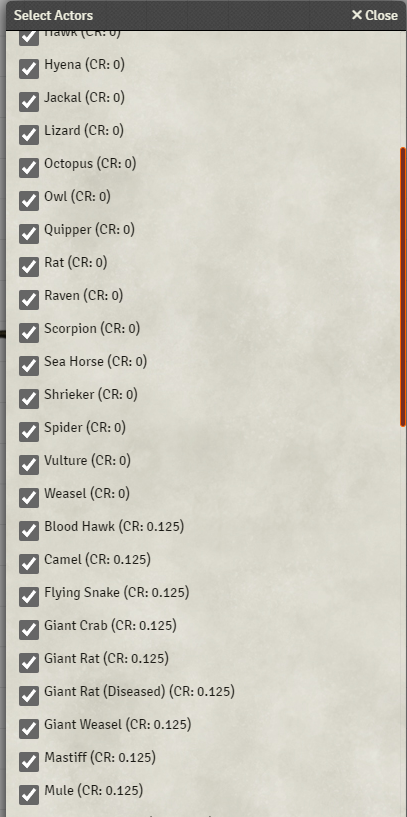 Select Actors
✕ Close
Hawk (CR: 0)
Hyena (CR: 0)
Jackal (CR: 0)
Lizard (CR: 0)
Octopus (CR: 0)
Owl (CR: 0)
Quipper (CR: 0)
Rat (CR: 0)
Raven (CR: 0)
Scorpion (CR: 0)
Sea Horse (CR: 0)
Shrieker (CR: 0)
Spider (CR: 0)
Vulture (CR: 0)
Weasel (CR: 0)
Blood Hawk (CR: 0.125)
Camel (CR: 0.125)
Flying Snake (CR: 0.125)
Giant Crab (CR: 0.125)
Giant Rat (CR: 0.125)
Giant Rat (Diseased) (CR: 0.125)
Giant Weasel (CR: 0.125)
Mastiff (CR: 0.125)
Mule (CR: 0.125)